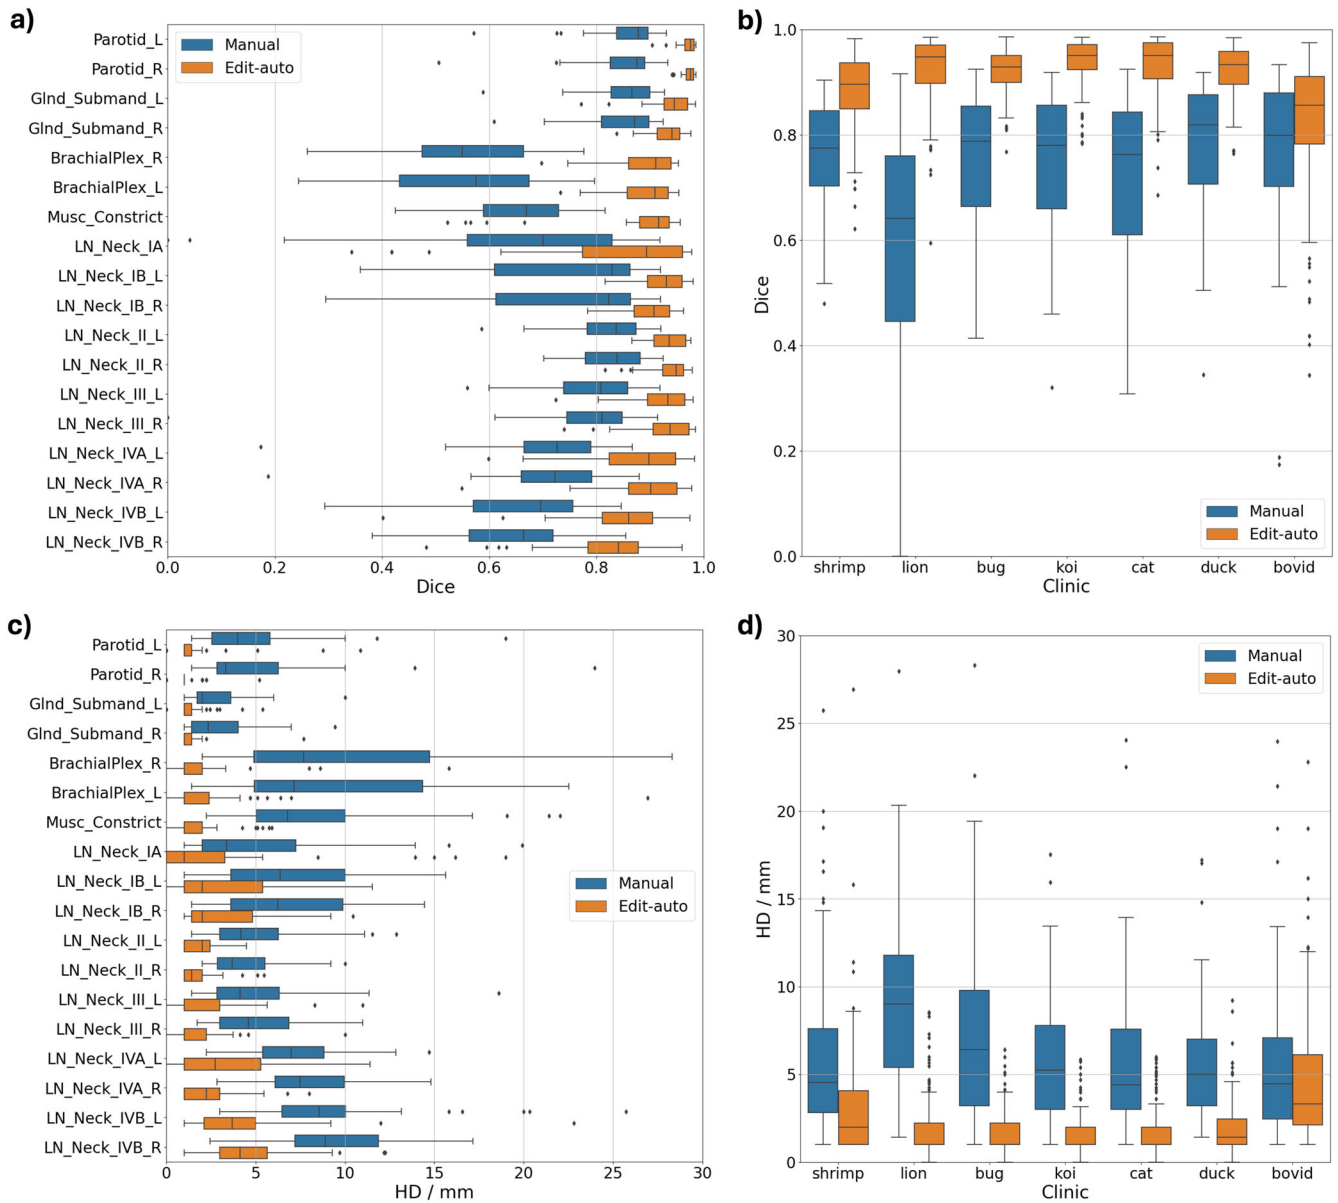 a)
Manual
Edit-auto
Parotid_L
Parotid_R
Glnd_Submand_L
Glnd_Submand_R
BrachialPlex_R
BrachialPlex_L
Musc_Constrict
LN_Neck_IA
LN_Neck_IB_L
LN_Neck_IB_R
LN_Neck_II_L
LN_Neck_II_R
LN_Neck_III_L
LN_Neck_III_R
LN_Neck_IVA_L
LN_Neck_IVA_R
LN_Neck_IVB_L
LN_Neck_IVB_R
0.0 0.2 0.4 0.6 0.8 1.0
Dice
b)
1.0
0.8
0.6
0.4
0.2
0.0
Dice
Manual
Edit-auto
shrimp lion bug koi cat duck bovid
Clinic
c)
Parotid_L
Parotid_R
Glnd_Submand_L
Glnd_Submand_R
BrachialPlex_R
BrachialPlex_L
Musc_Constrict
LN_Neck_IA
LN_Neck_IB_L
LN_Neck_IB_R
LN_Neck_II_L
LN_Neck_II_R
LN_Neck_III_L
LN_Neck_III_R
LN_Neck_IVA_L
LN_Neck_IVA_R
LN_Neck_IVB_L
LN_Neck_IVB_R
Manual
Edit-auto
0 5 10 15 20 25 30
HD / mm
d)
30
25
20
15
10
5
0
HD / mm
Manual
Edit-auto
shrimp lion bug koi cat duck bovid
Clinic